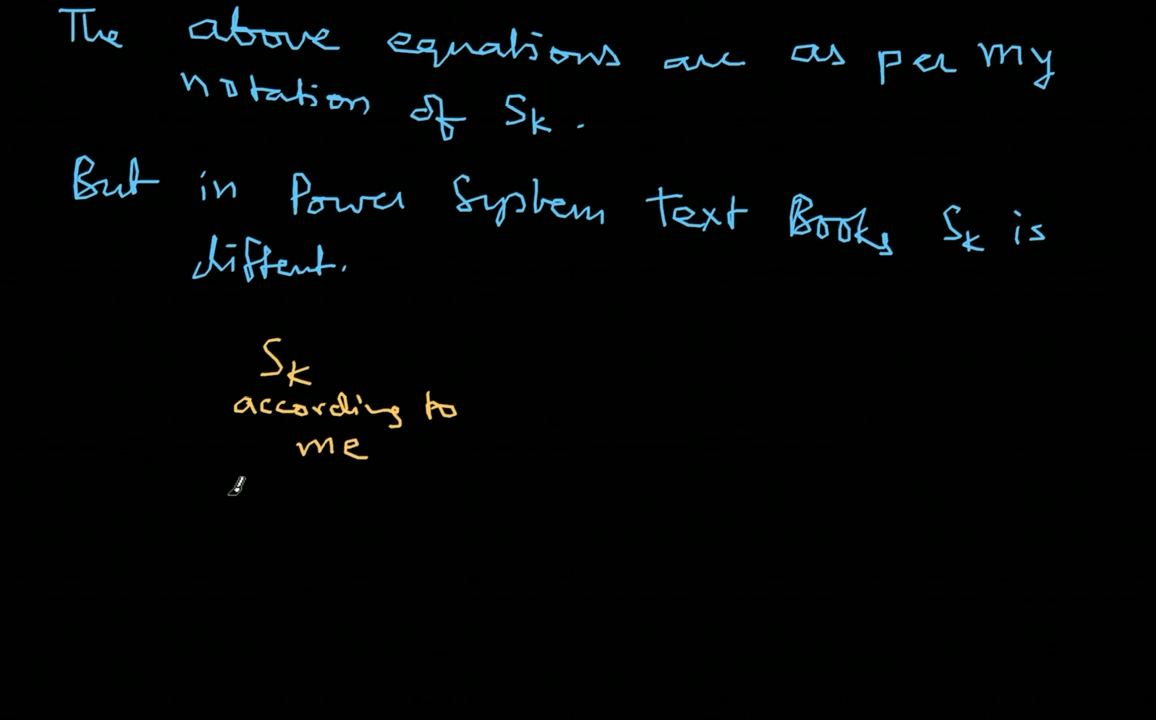 The above equations are as per my
notation of Sk.
But in Power System Text Books Sk is
diffent.
Sk
according to
me